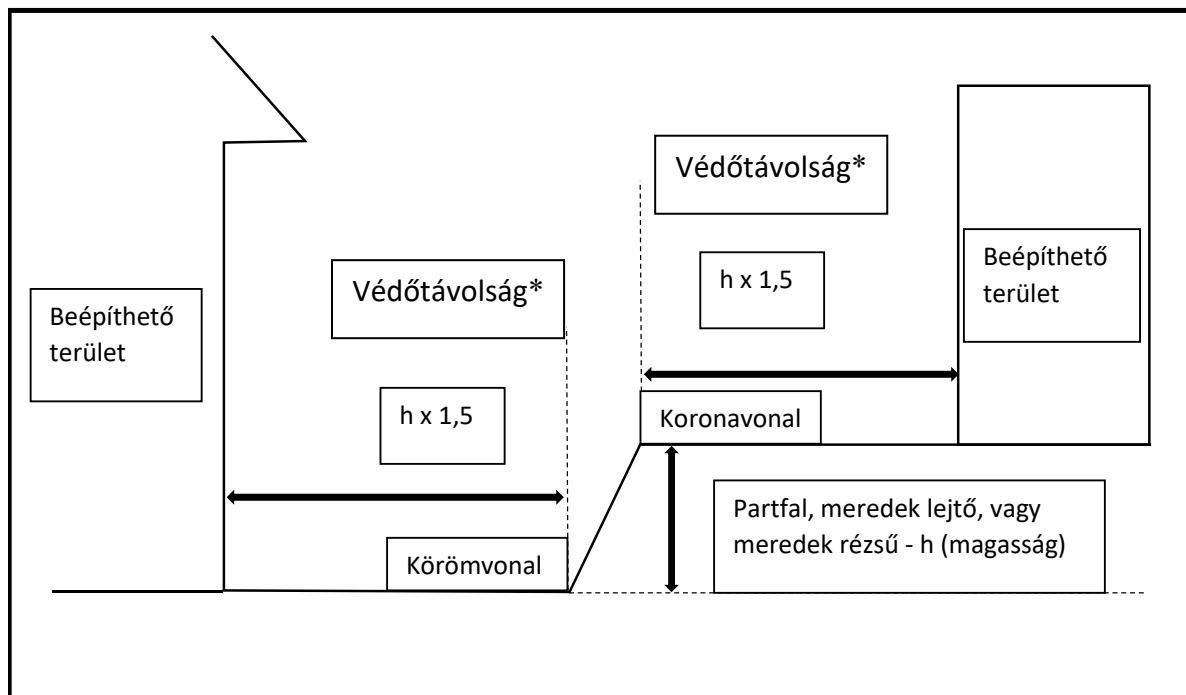 Védőtávolság*
h x 1,5
Beépíthető
terület
Koronavonal
Partfal, meredek lejtő, vagy
meredek rézsű - h (magasság)
Védőtávolság*
h x 1,5
Beépíthető
terület
Körömvonal